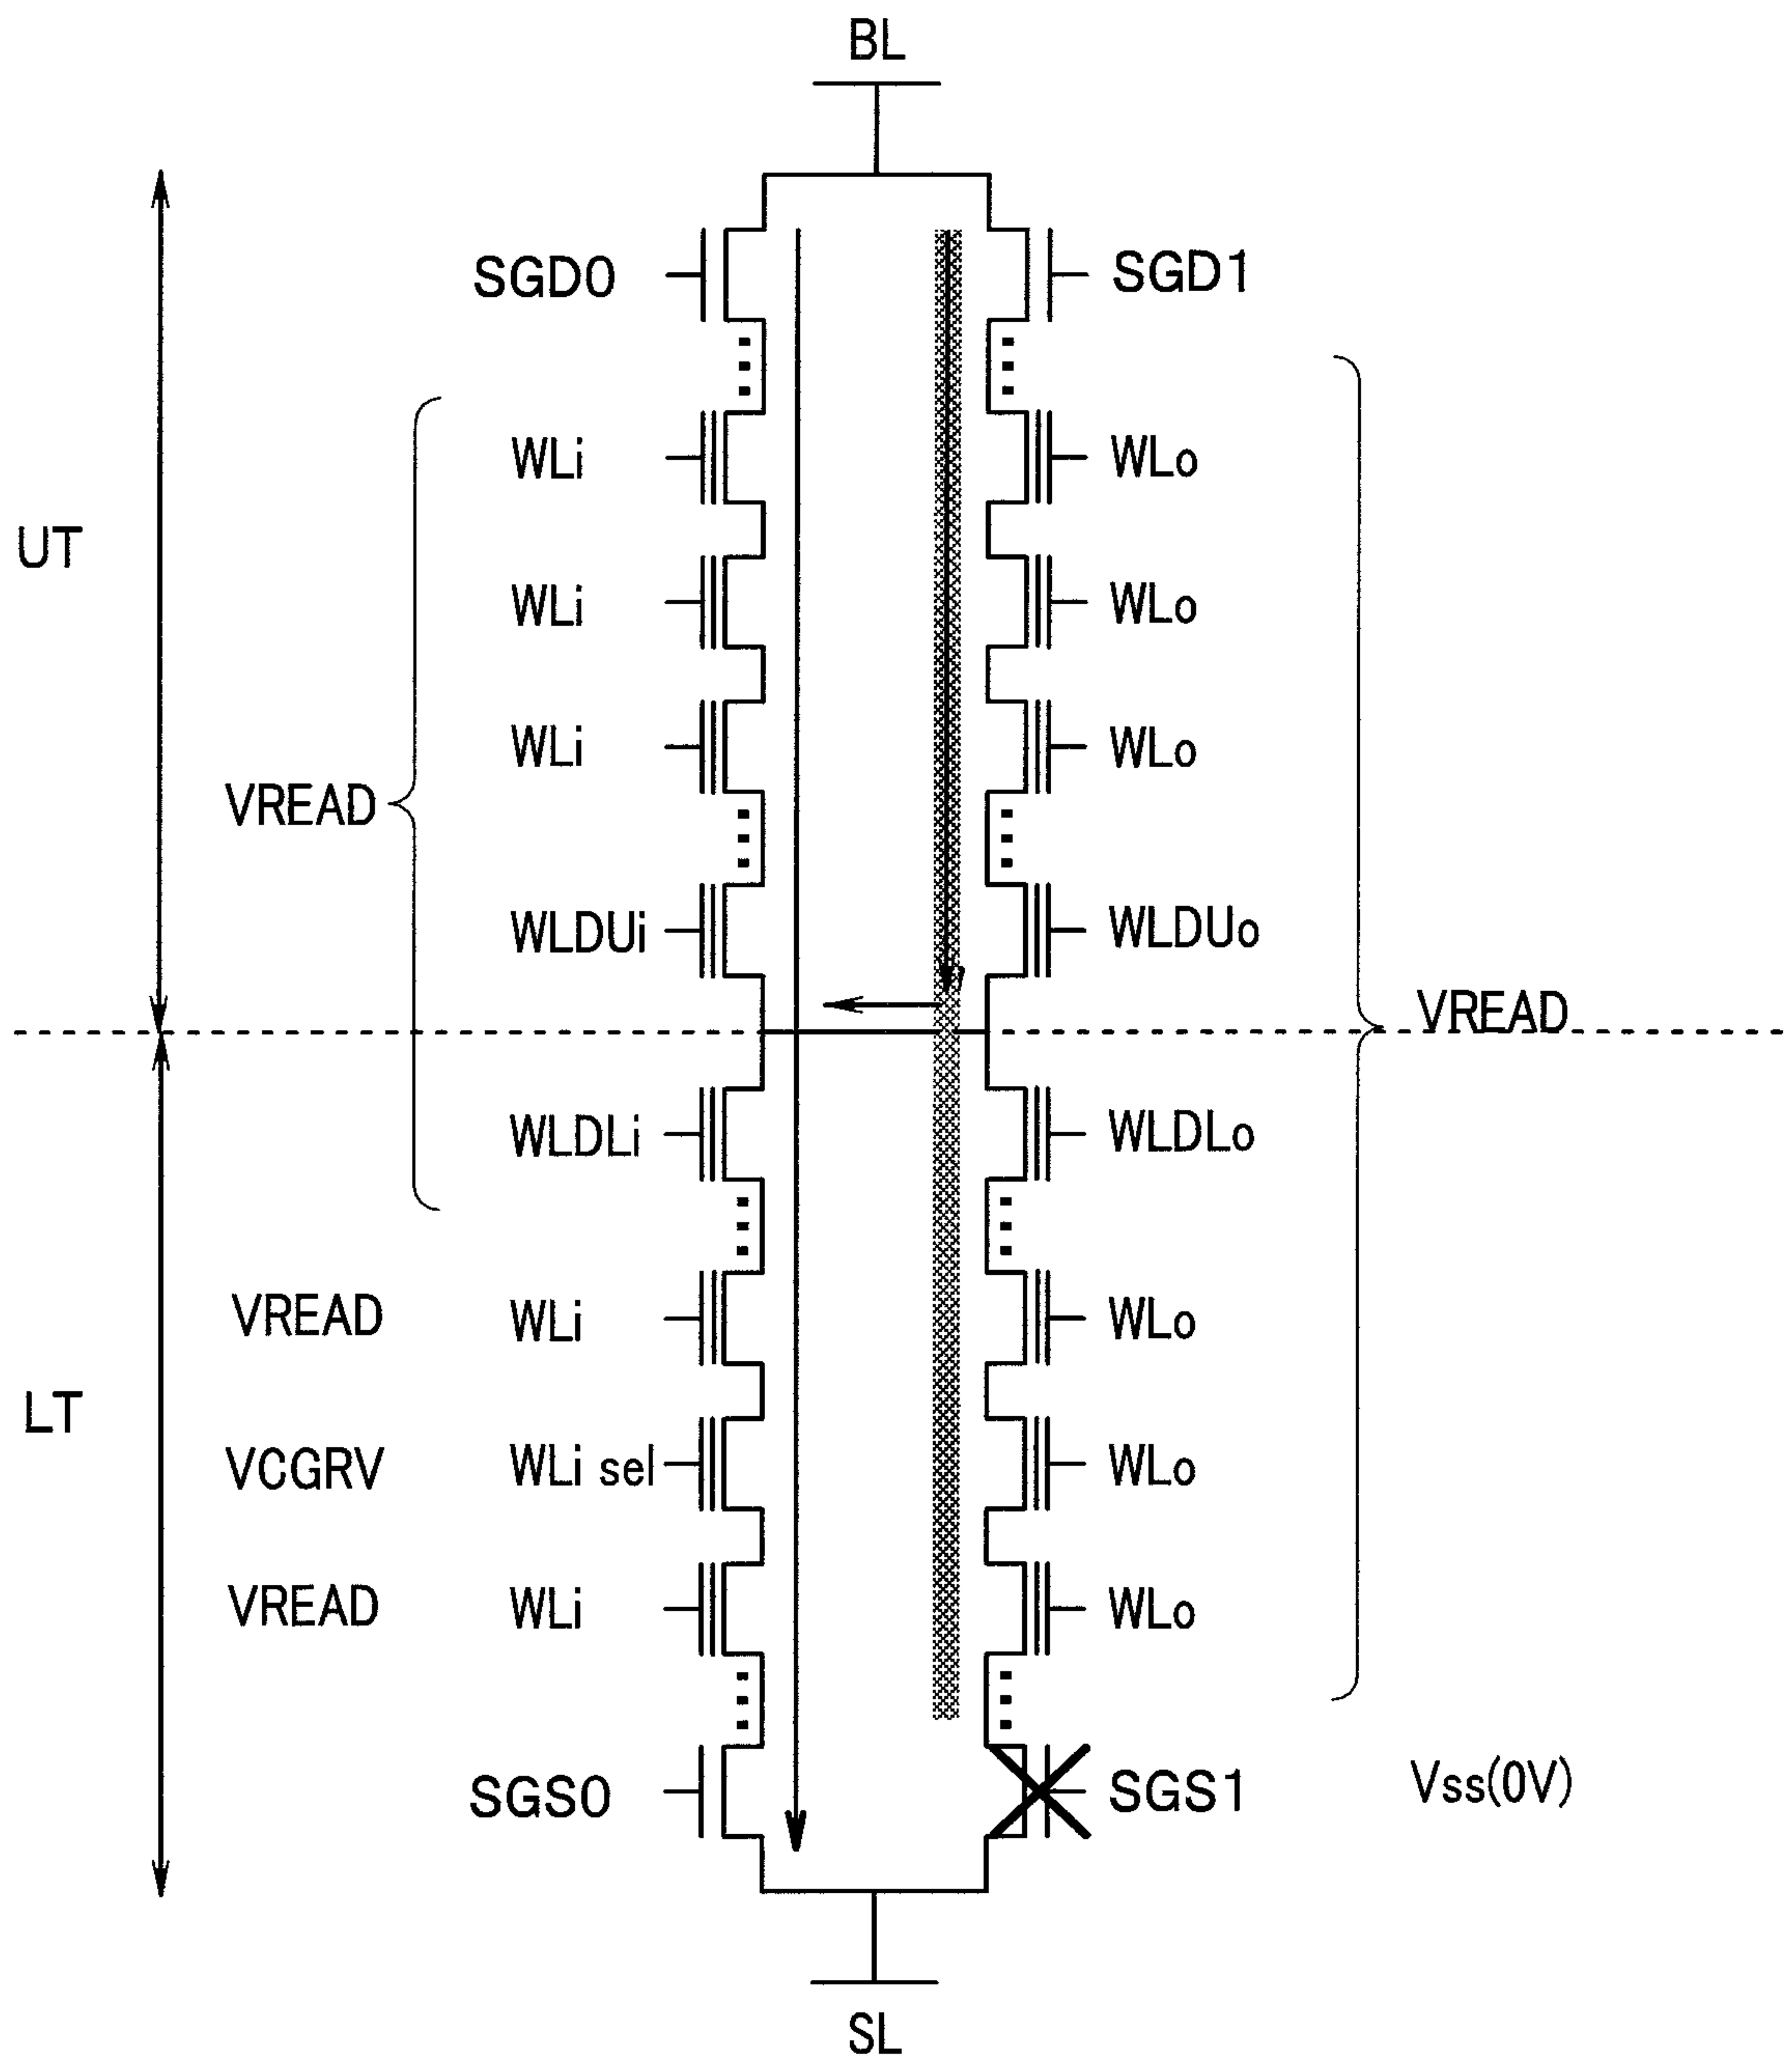 BL
SGD0 SGD1
WLi WLo
UT
WLi WLo
WLi WLo
VREAD
WLDUi WLDUo
VREAD
WLDLi WLDLo
VREAD WLi WLo
LT
VCGRV WLi sel WLo
VREAD WLi WLo
SGS0 SGS1 Vss(0V)
SL